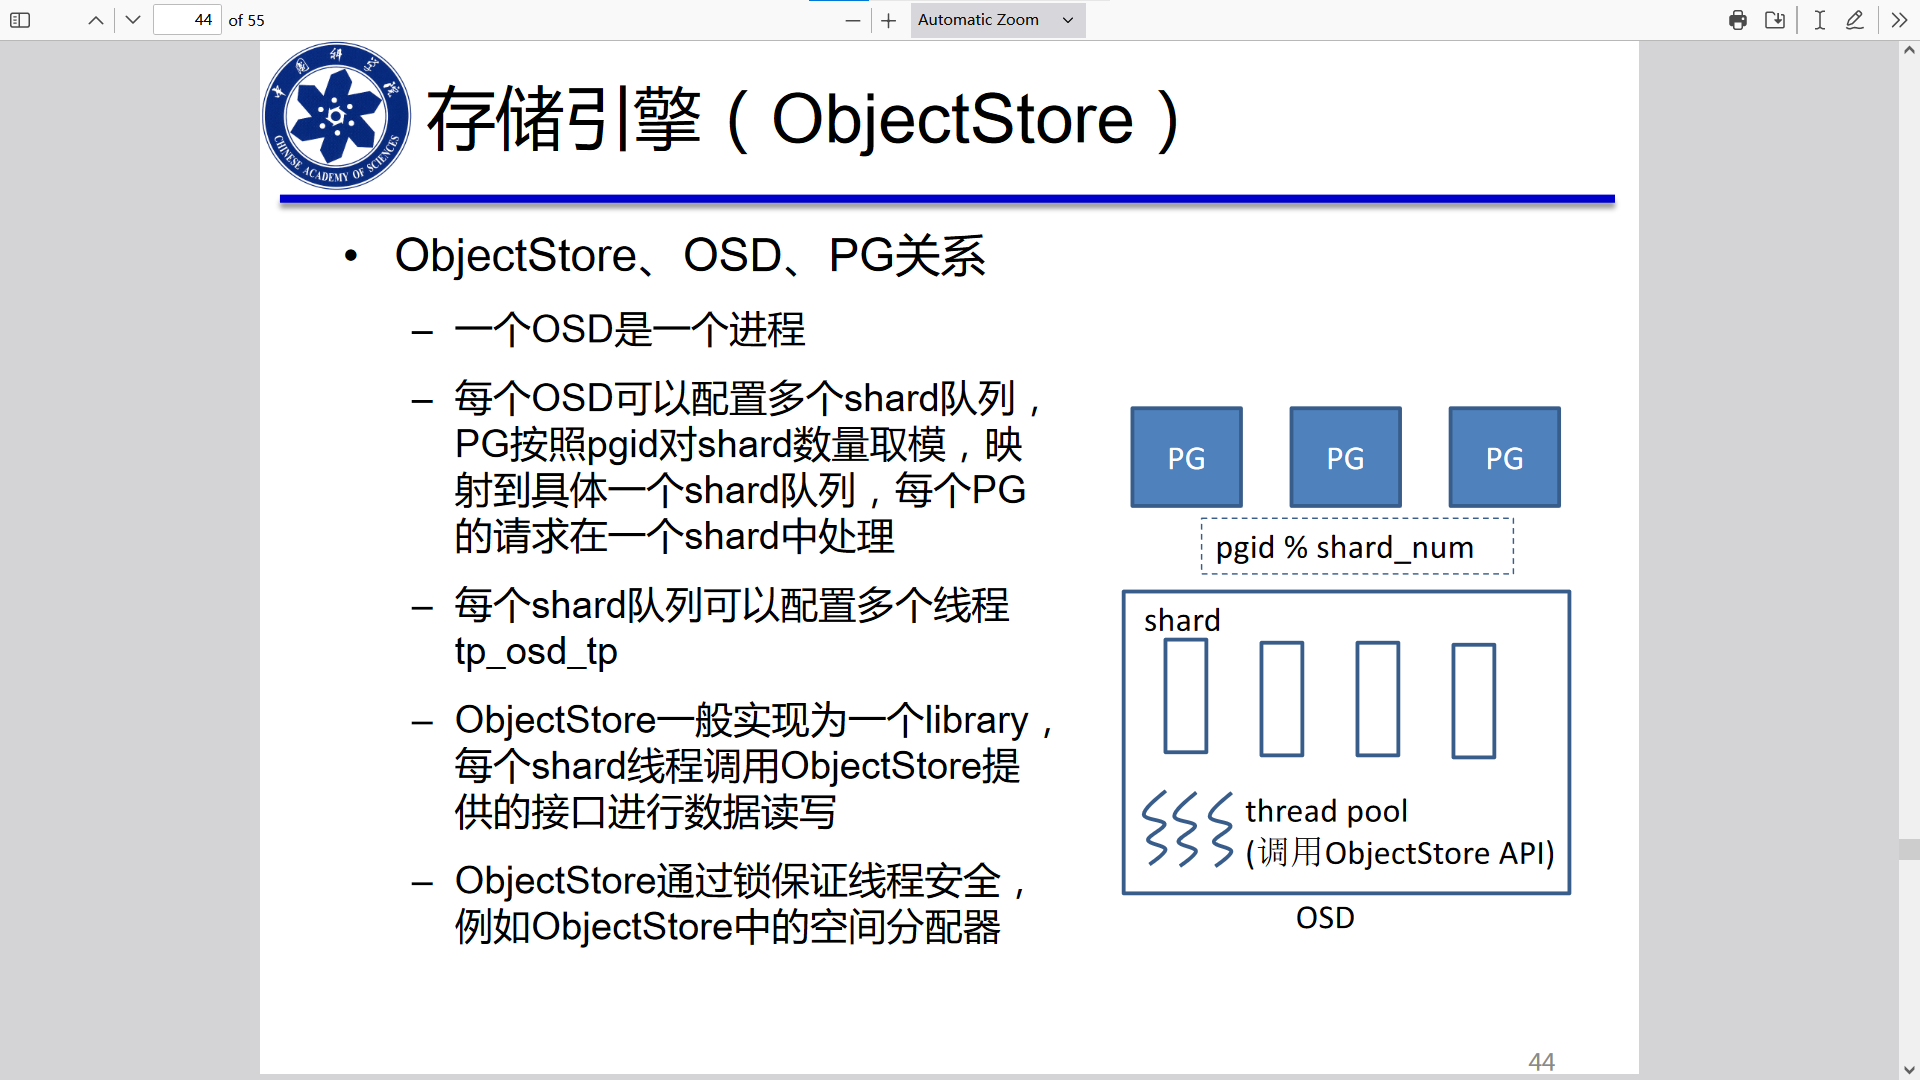 44 of 55
Automatic Zoom
中国科学院
CHINESE ACADEMY OF SCIENCES
存储引擎（ObjectStore）
• ObjectStore、OSD、PG关系
– 一个OSD是一个进程
– 每个OSD可以配置多个shard队列，
PG按照pgid对shard数量取模，映
射到具体一个shard队列，每个PG
的请求在一个shard中处理
– 每个shard队列可以配置多个线程
tp_osd_tp
– ObjectStore一般实现为一个library，
每个shard线程调用ObjectStore提
供的接口进行数据读写
– ObjectStore通过锁保证线程安全，
例如ObjectStore中的空间分配器
PG PG PG
pgid % shard_num
shard
thread pool
(调用ObjectStore API)
OSD
44